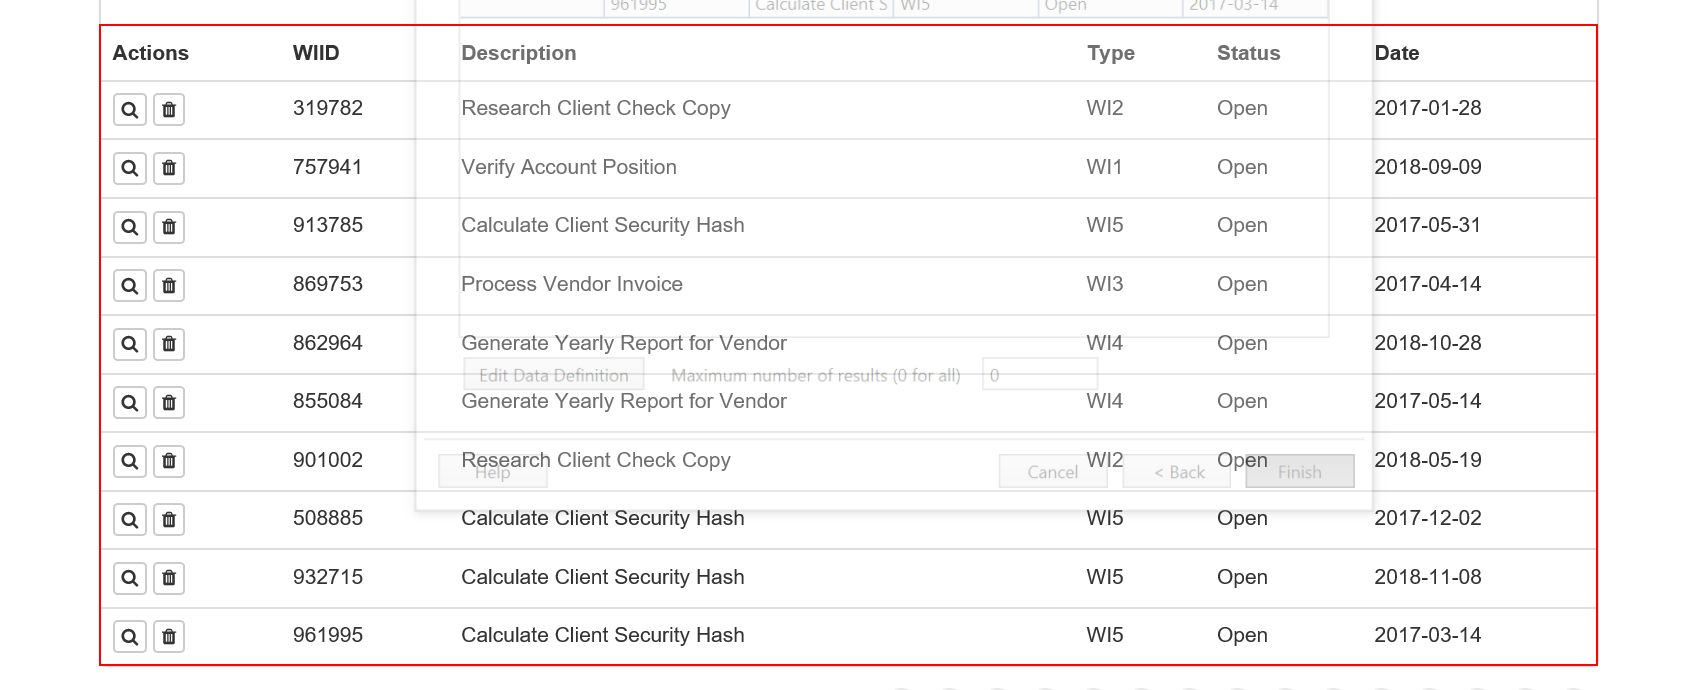 961995 Calculate Client S WI5 Open 2017-03-14
Actions WIID Description Type Status Date
319782 Research Client Check Copy WI2 Open 2017-01-28
757941 Verify Account Position WI1 Open 2018-09-09
913785 Calculate Client Security Hash WI5 Open 2017-05-31
869753 Process Vendor Invoice WI3 Open 2017-04-14
862964 Generate Yearly Report for Vendor WI4 Open 2018-10-28
Edit Data Definition Maximum number of results (0 for all) 0
855084 Generate Yearly Report for Vendor WI4 Open 2017-05-14
901002 Research Client Check Copy WI2 Open 2018-05-19
Help Cancel < Back Finish
508885 Calculate Client Security Hash WI5 Open 2017-12-02
932715 Calculate Client Security Hash WI5 Open 2018-11-08
961995 Calculate Client Security Hash WI5 Open 2017-03-14